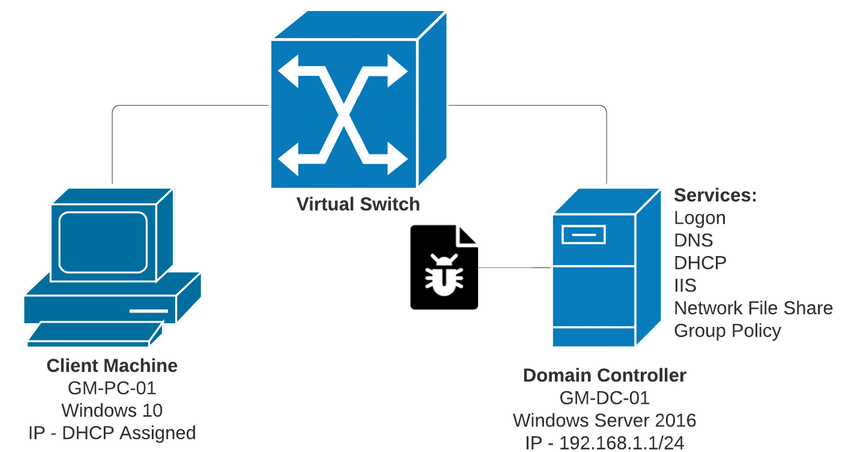 Virtual Switch
Services:
Logon
DNS
DHCP
IIS
Network File Share
Group Policy
Client Machine
GM-PC-01
Windows 10
IP - DHCP Assigned
Domain Controller
GM-DC-01
Windows Server 2016
IP - 192.168.1.1/24